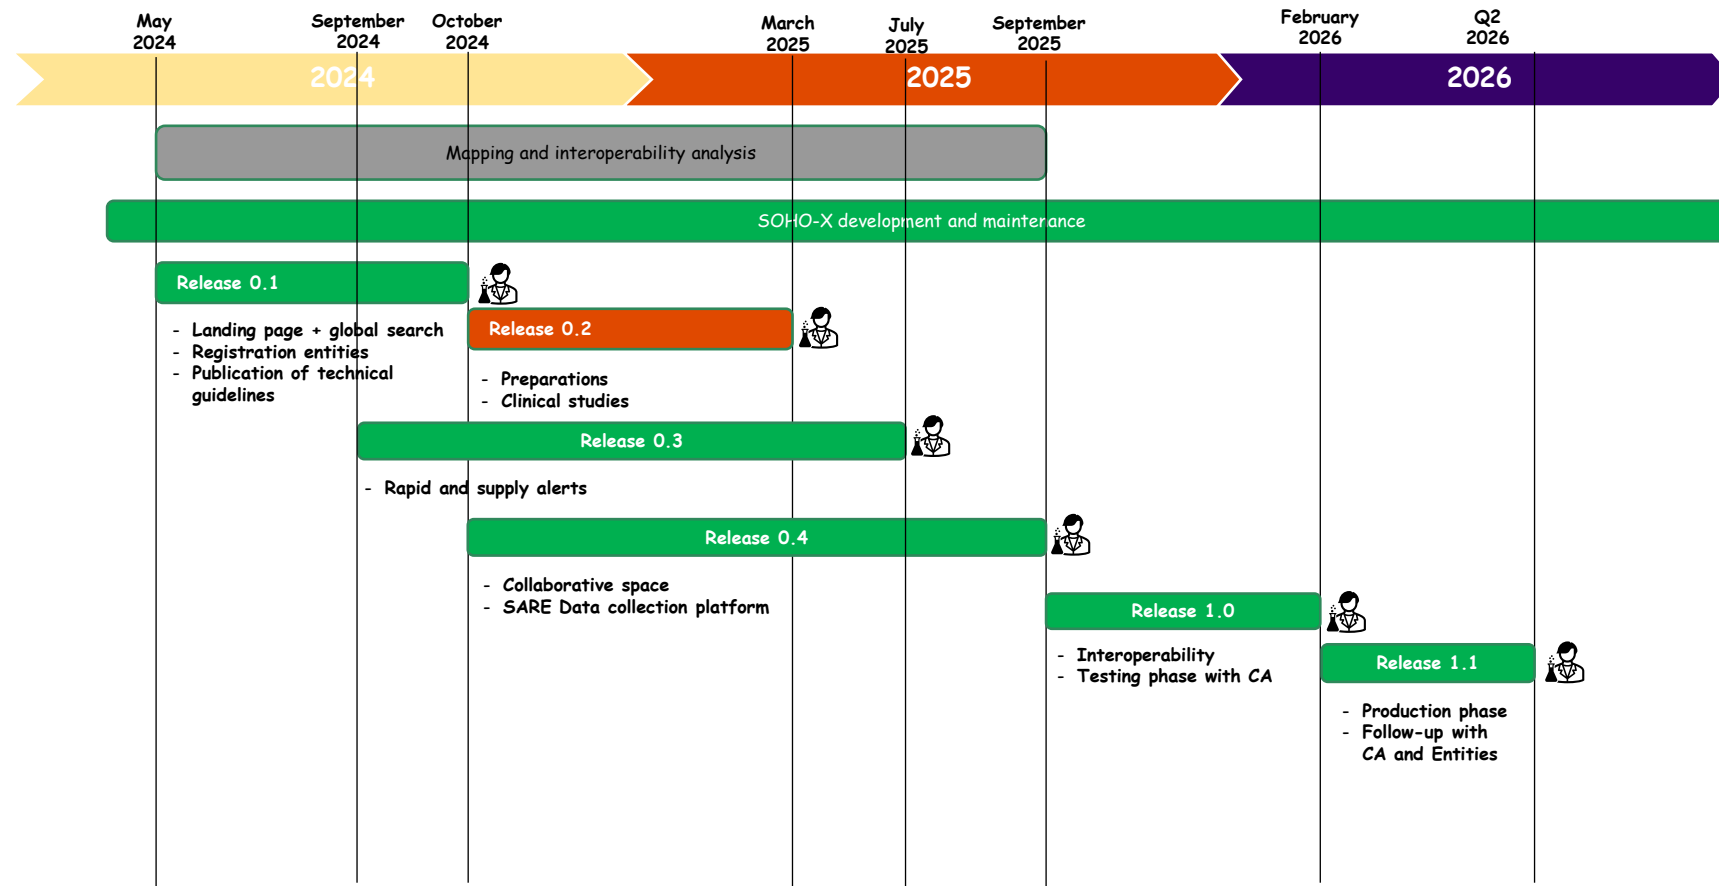 May
2024
September
2024
October
2024
March
2025
July
2025
September
2025
February
2026
Q2
2026
2024
2025
2026
Mapping and interoperability analysis
SOHO-X development and maintenance
Release 0.1
- Landing page + global search
- Registration entities
- Publication of technical
guidelines
Release 0.2
- Preparations
- Clinical studies
Release 0.3
- Rapid and supply alerts
Release 0.4
- Collaborative space
- SARE Data collection platform
Release 1.0
- Interoperability
- Testing phase with CA
Release 1.1
- Production phase
- Follow-up with
CA and Entities